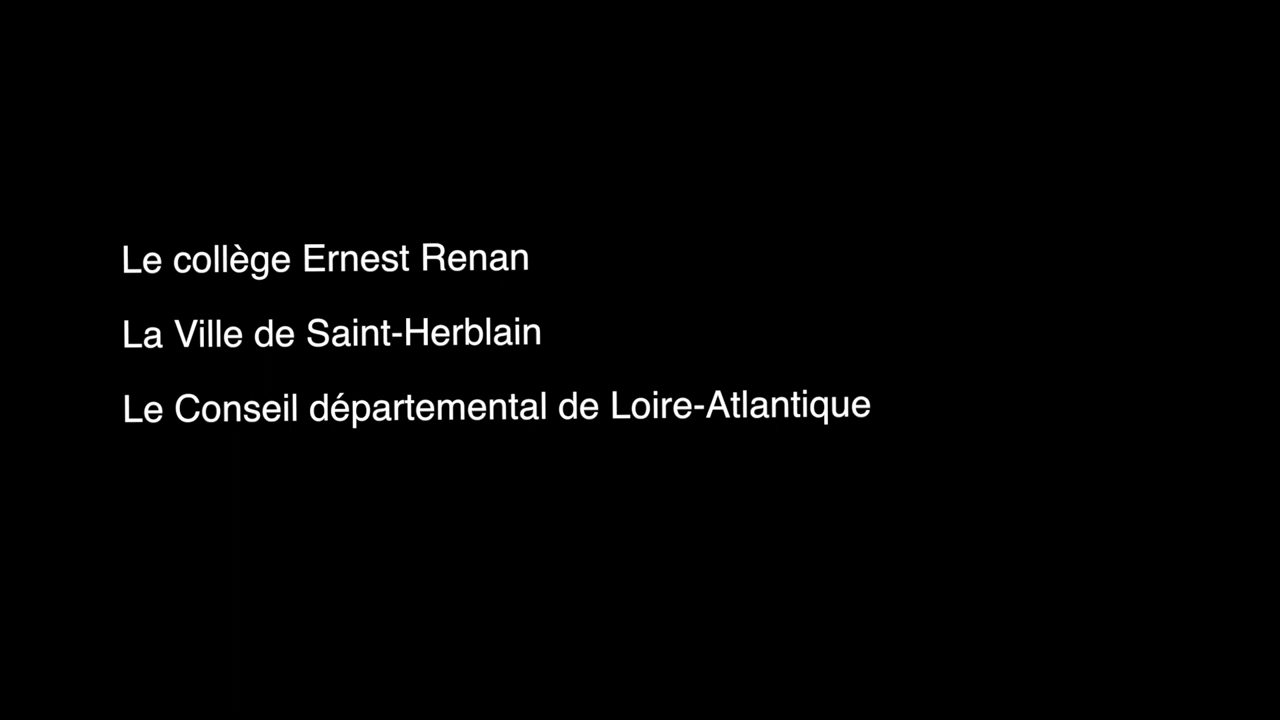 Le collège Ernest Renan
La Ville de Saint-Herblain
Le Conseil départemental de Loire-Atlantique